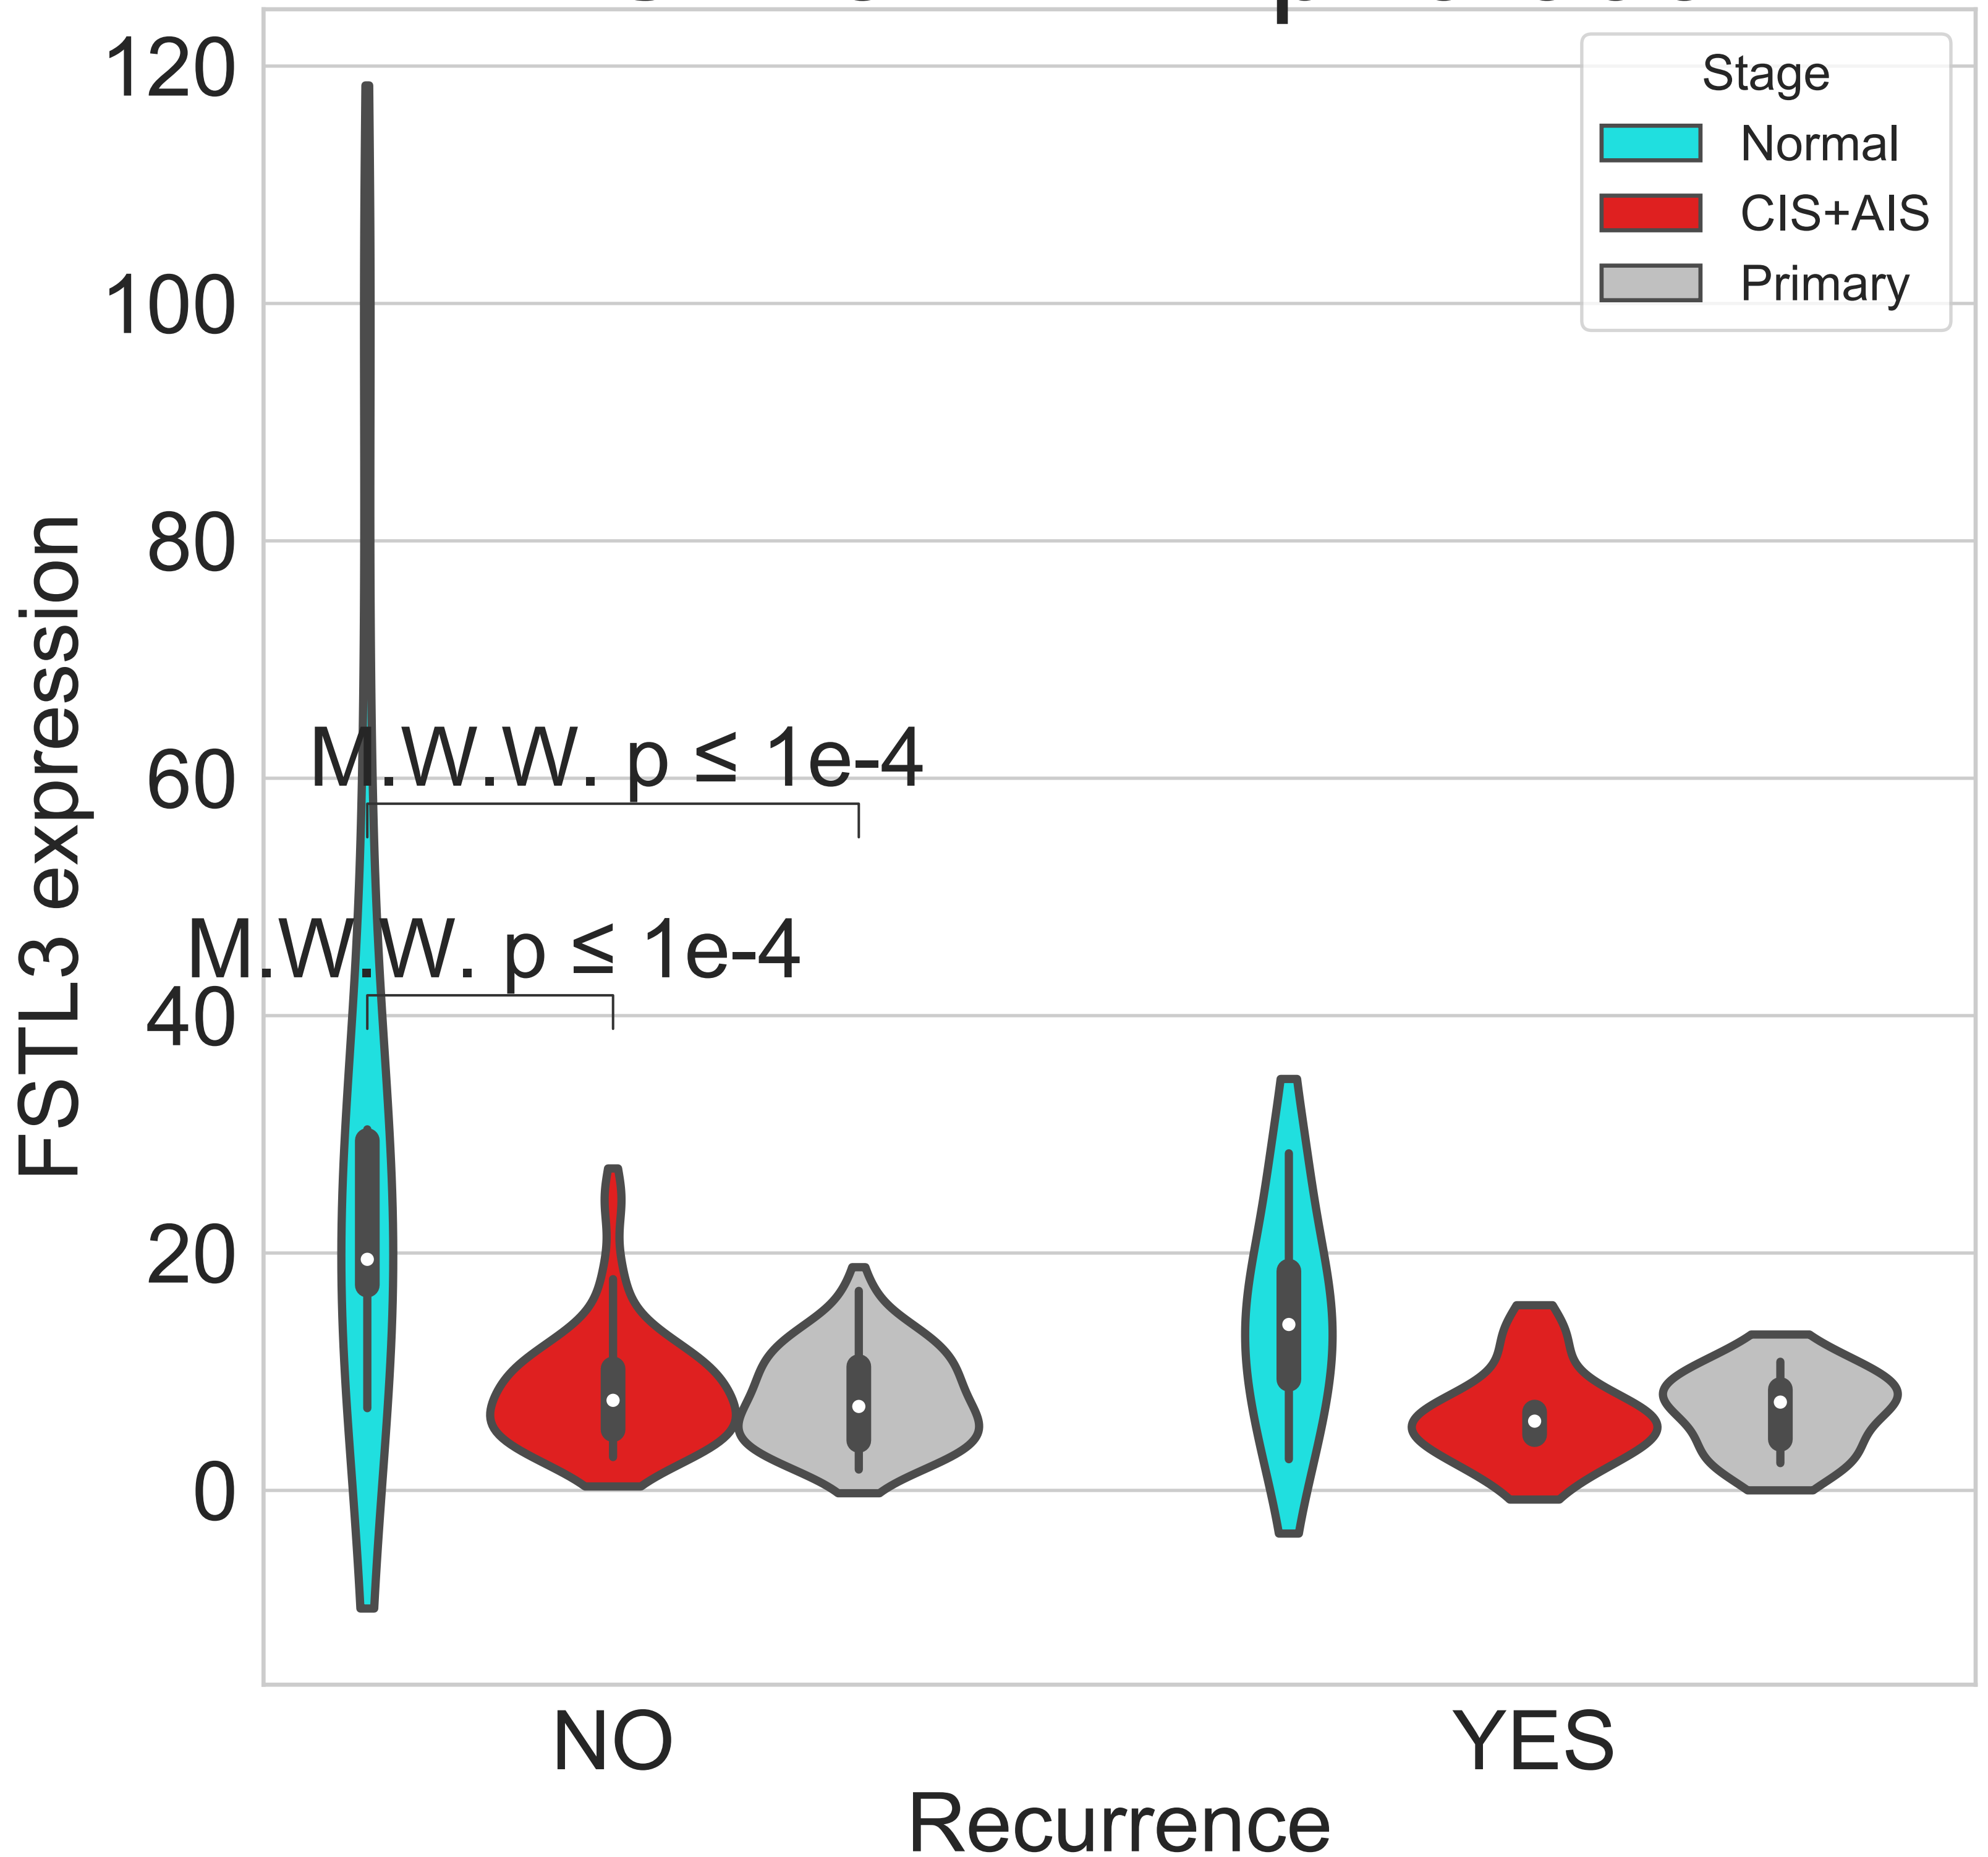 120
100
80
60
40
20
0
FSTL3 expression
Stage
Normal
CIS+AIS
Primary
M.W.W. p ≤ 1e-4
M.W.W. p ≤ 1e-4
NO
YES
Recurrence